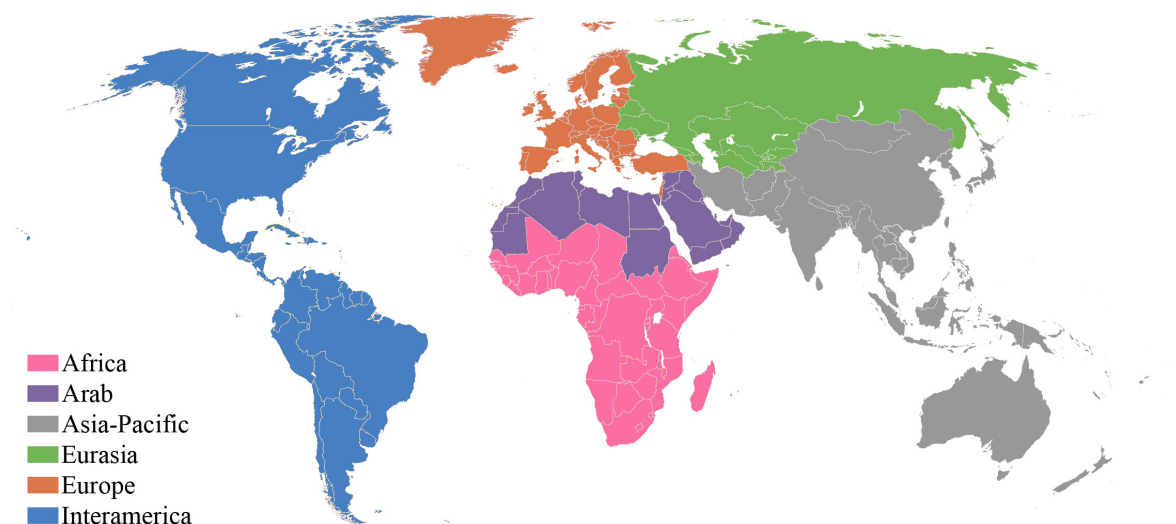 Africa
Arab
Asia-Pacific
Eurasia
Europe
Interamerica